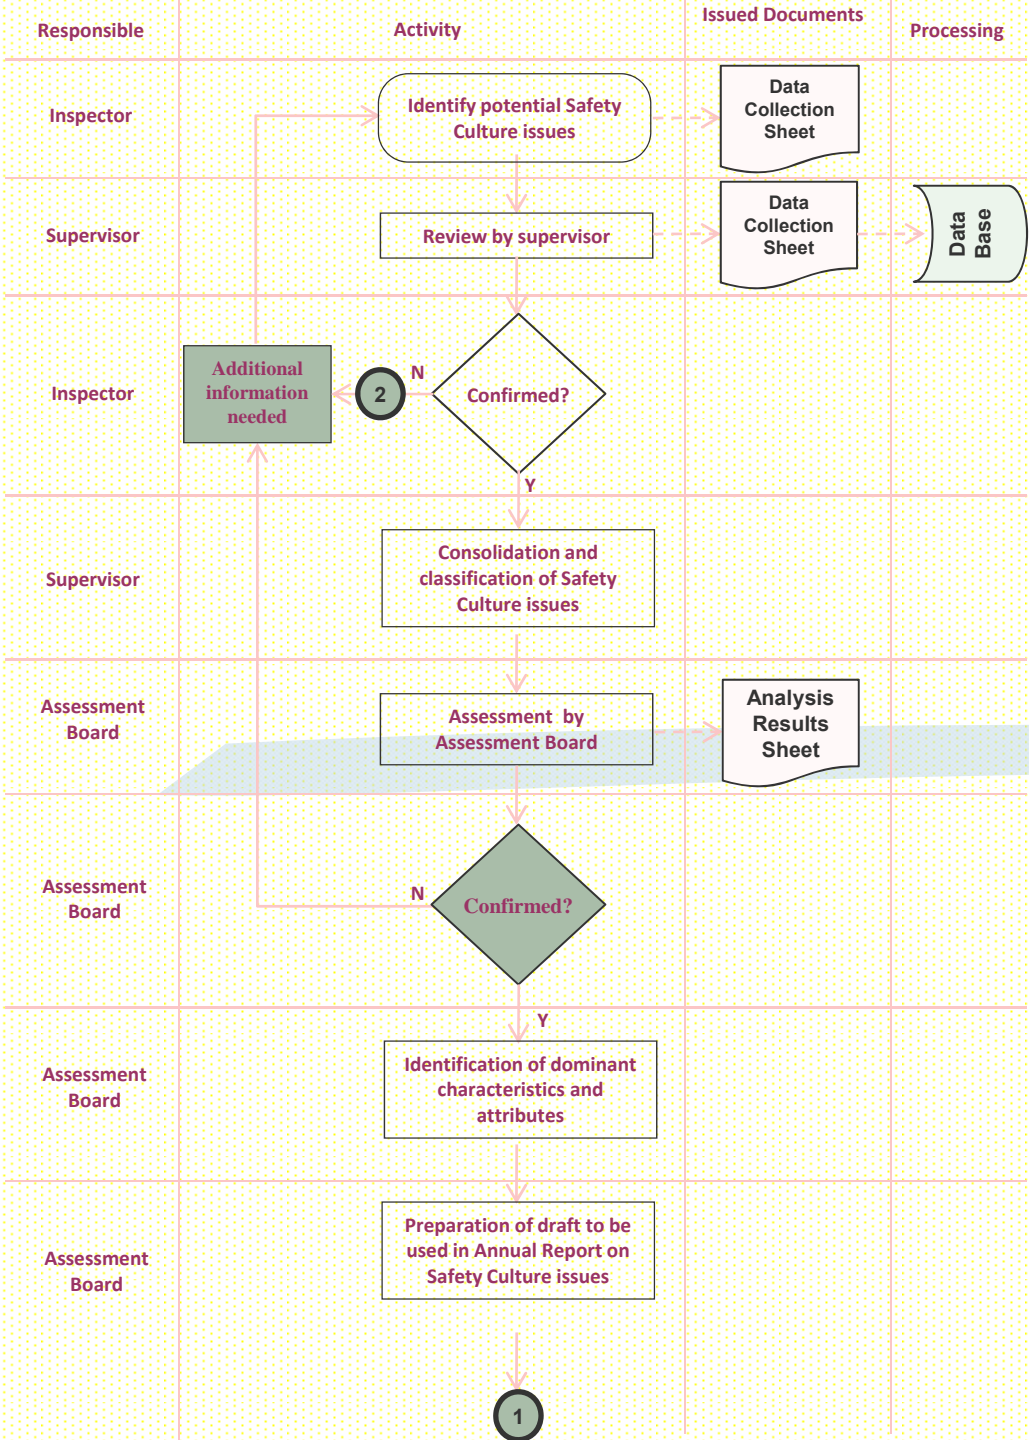 Responsible
Activity
Issued Documents
Processing
Inspector
Identify potential Safety
Culture issues
Data
Collection
Sheet
Supervisor
Review by supervisor
Data
Collection
Sheet
Data
Base
Inspector
Additional
information
needed
2
N
Confirmed?
Y
Supervisor
Consolidation and
classification of Safety
Culture issues
Assessment
Board
Assessment by
Assessment Board
Analysis
Results
Sheet
Assessment
Board
N
Confirmed?
Y
Assessment
Board
Identification of dominant
characteristics and
attributes
Assessment
Board
Preparation of draft to be
used in Annual Report on
Safety Culture issues
1